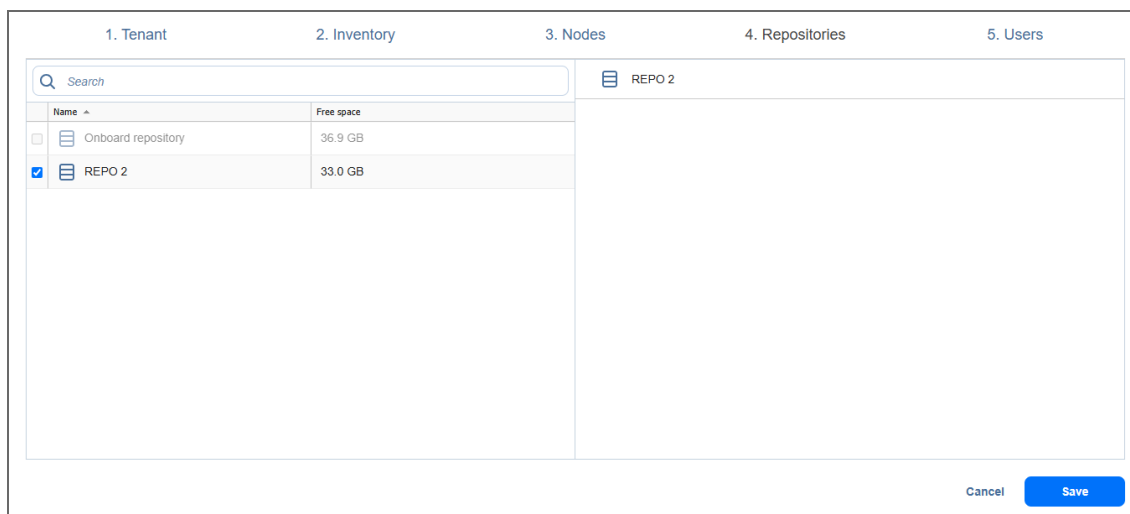 1. Tenant 2. Inventory 3. Nodes 4. Repositories 5. Users
Search
REPO 2
Name Free space
Onboard repository 36.9 GB
REPO 2 33.0 GB
Cancel Save